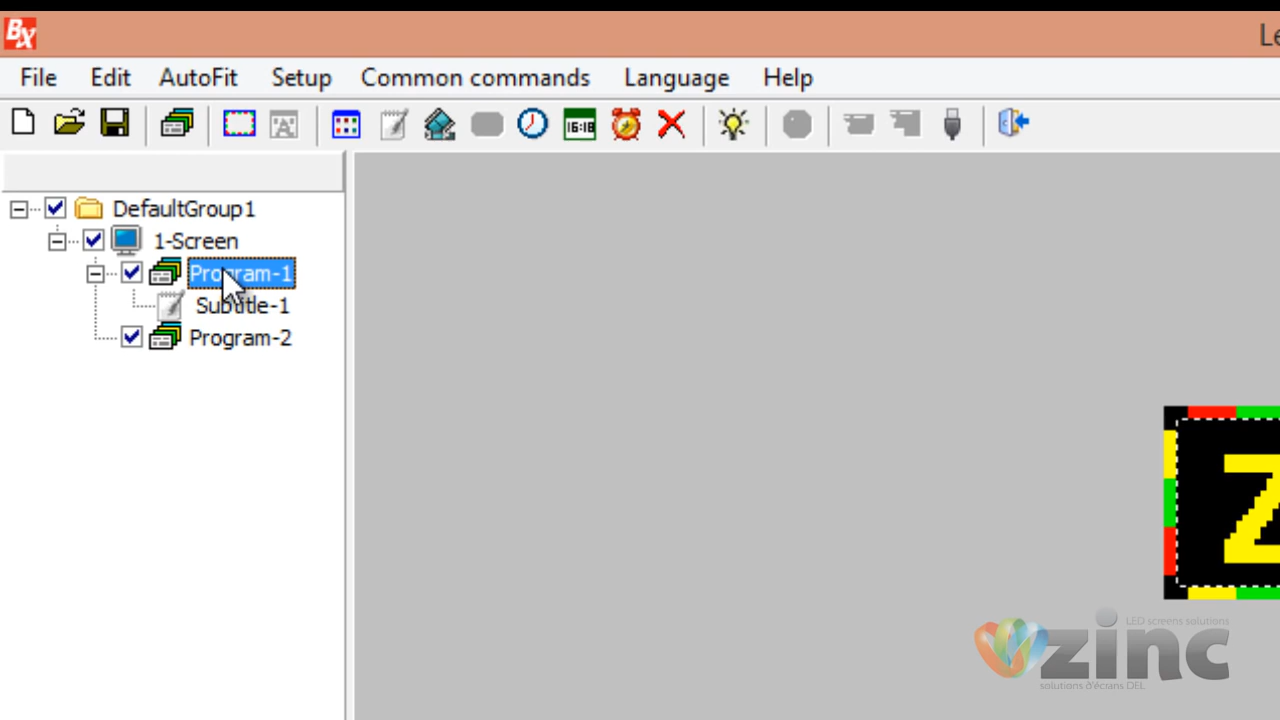 BX
Le
File Edit AutoFit Setup Common commands Language Help
A
16:18
DefaultGroup1
1-Screen
Program-1
Subtitle-1
Program-2
Z
LED screens solutions
zinc
solutions d'écrans DEL